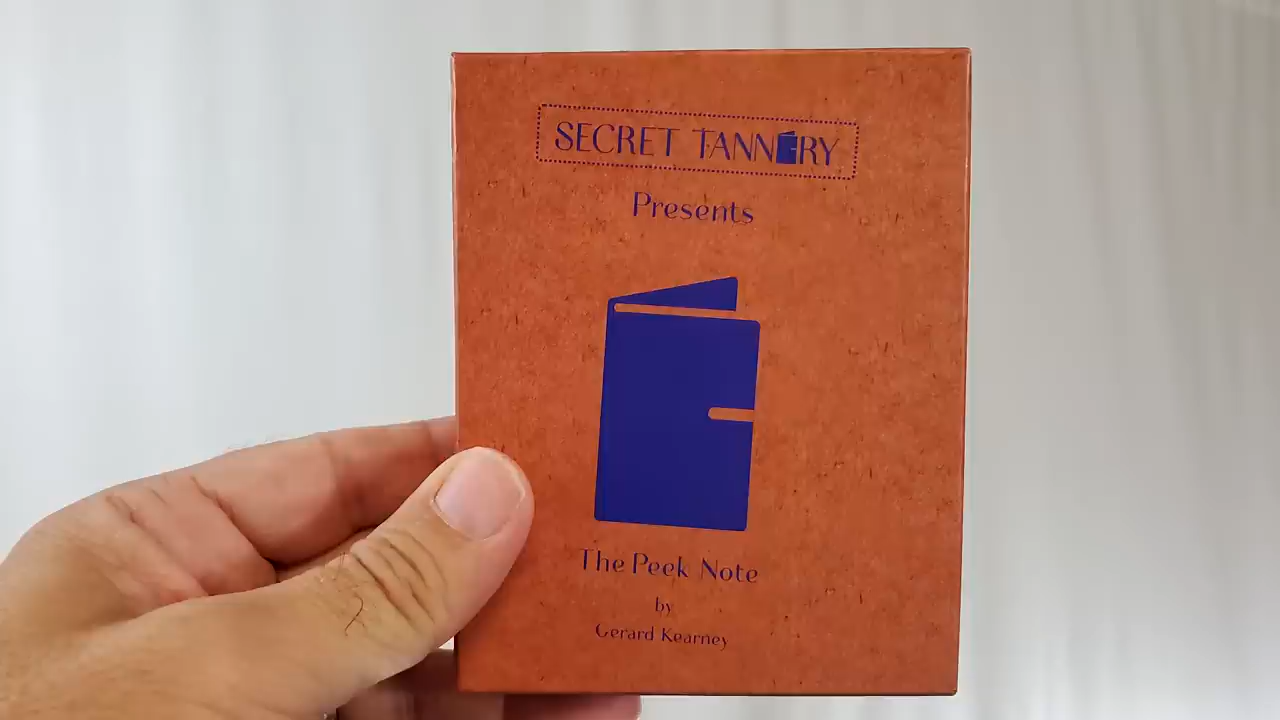 SECRET TANNERY
Presents
The Peek Note
by
Gerard Kearney